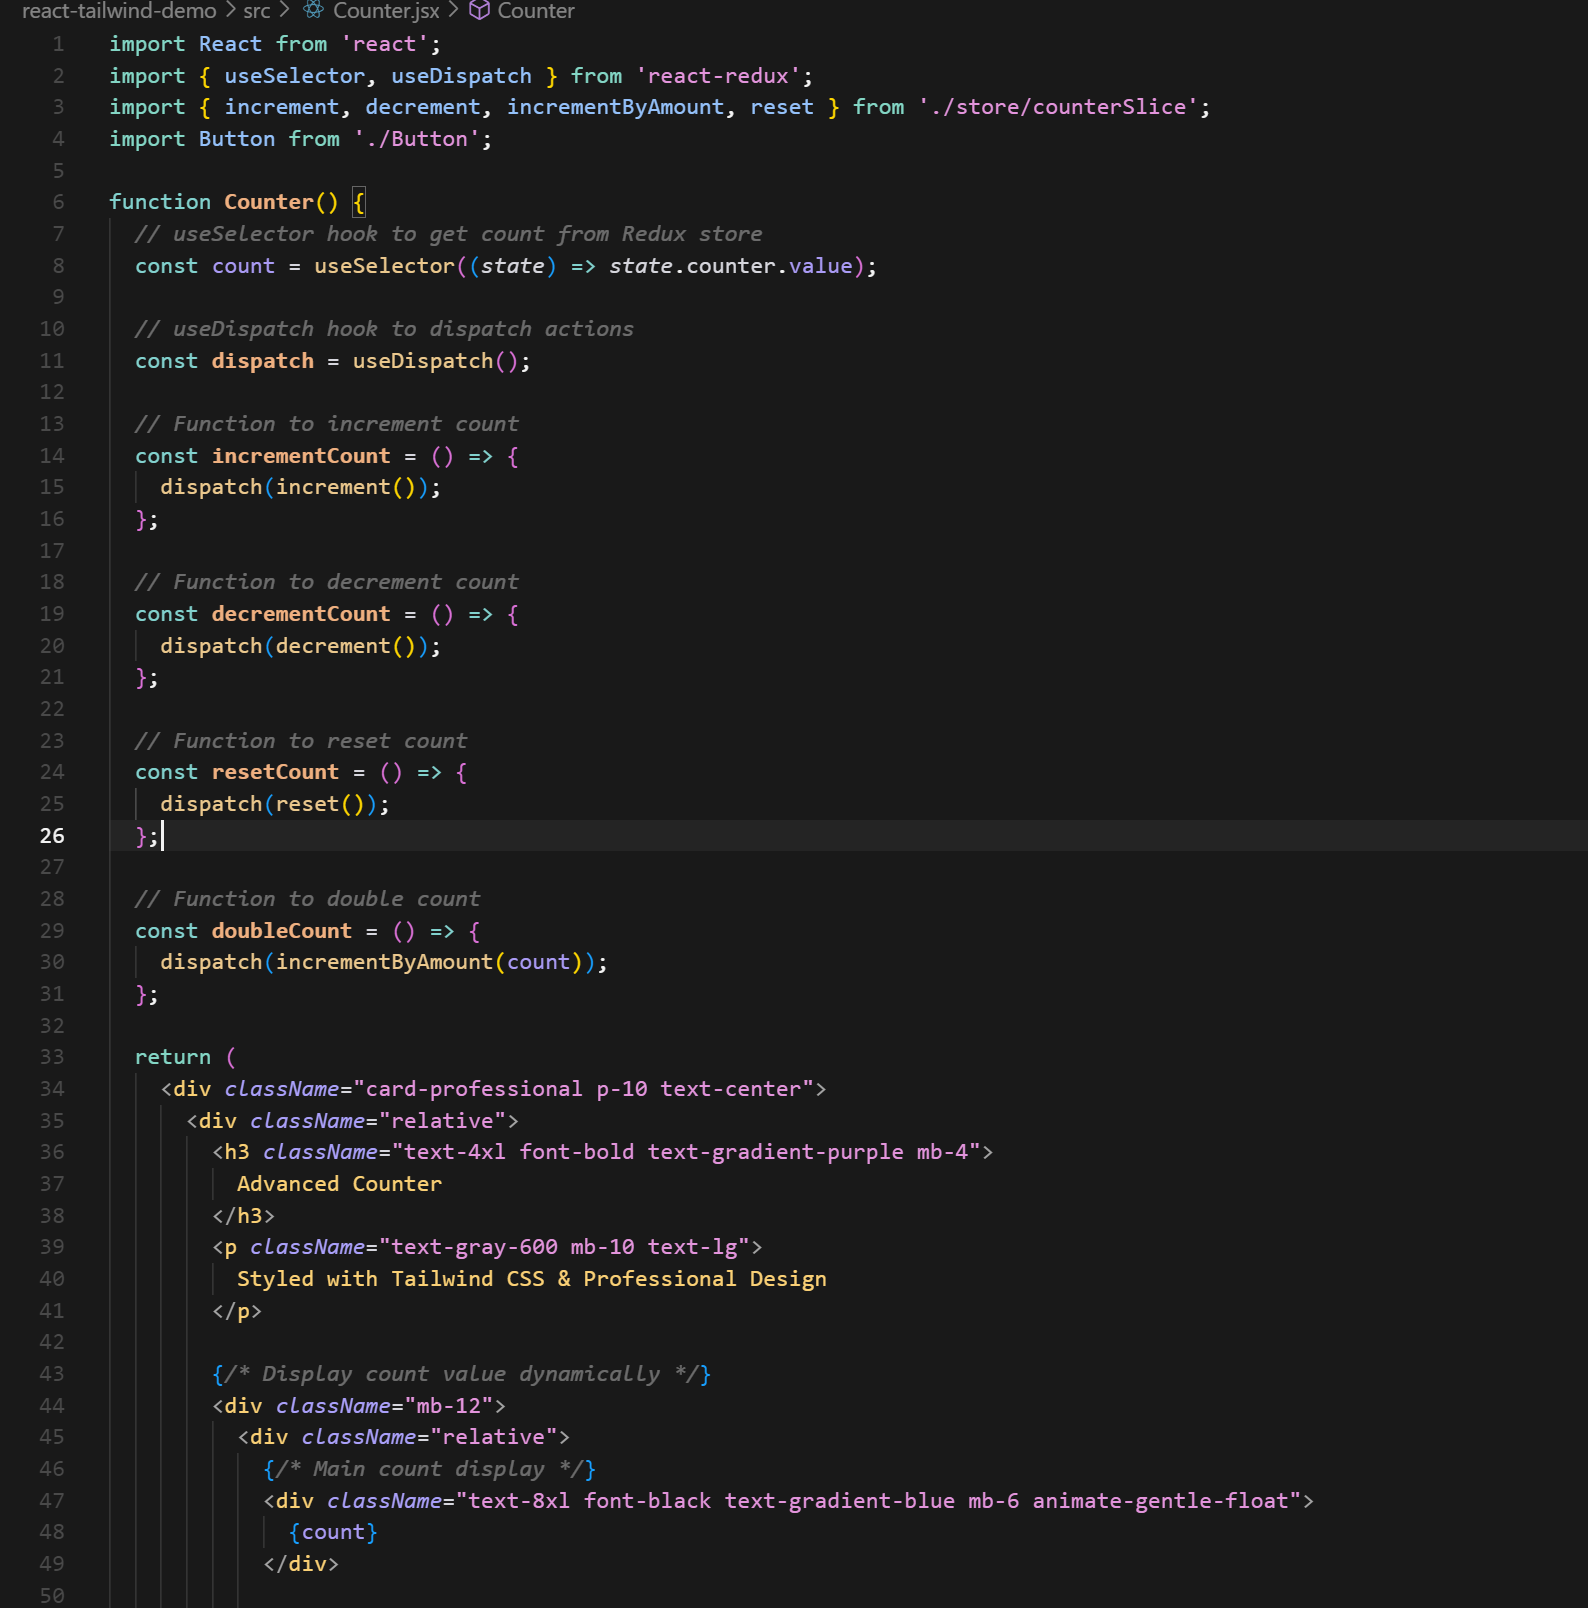 react-tailwind-demo > src > Counter.jsx > Counter
1 import React from 'react';
2 import { useSelector, useDispatch } from 'react-redux';
3 import { increment, decrement, incrementByAmount, reset } from './store/counterSlice';
4 import Button from './Button';
5
6 function Counter() {
7   // useSelector hook to get count from Redux store
8   const count = useSelector((state) => state.counter.value);
9
10   // useDispatch hook to dispatch actions
11   const dispatch = useDispatch();
12
13   // Function to increment count
14   const incrementCount = () => {
15     dispatch(increment());
16   };
17
18   // Function to decrement count
19   const decrementCount = () => {
20     dispatch(decrement());
21   };
22
23   // Function to reset count
24   const resetCount = () => {
25     dispatch(reset());
26   };
27
28   // Function to double count
29   const doubleCount = () => {
30     dispatch(incrementByAmount(count));
31   };
32
33   return (
34     <div className="card-professional p-10 text-center">
35       <div className="relative">
36         <h3 className="text-4xl font-bold text-gradient-purple mb-4">
37           Advanced Counter
38         </h3>
39         <p className="text-gray-600 mb-10 text-lg">
40           Styled with Tailwind CSS & Professional Design
41         </p>
42
43         {/* Display count value dynamically */}
44         <div className="mb-12">
45           <div className="relative">
46             {/* Main count display */}
47             <div className="text-8xl font-black text-gradient-blue mb-6 animate-gentle-float">
48               {count}
49             </div>
50